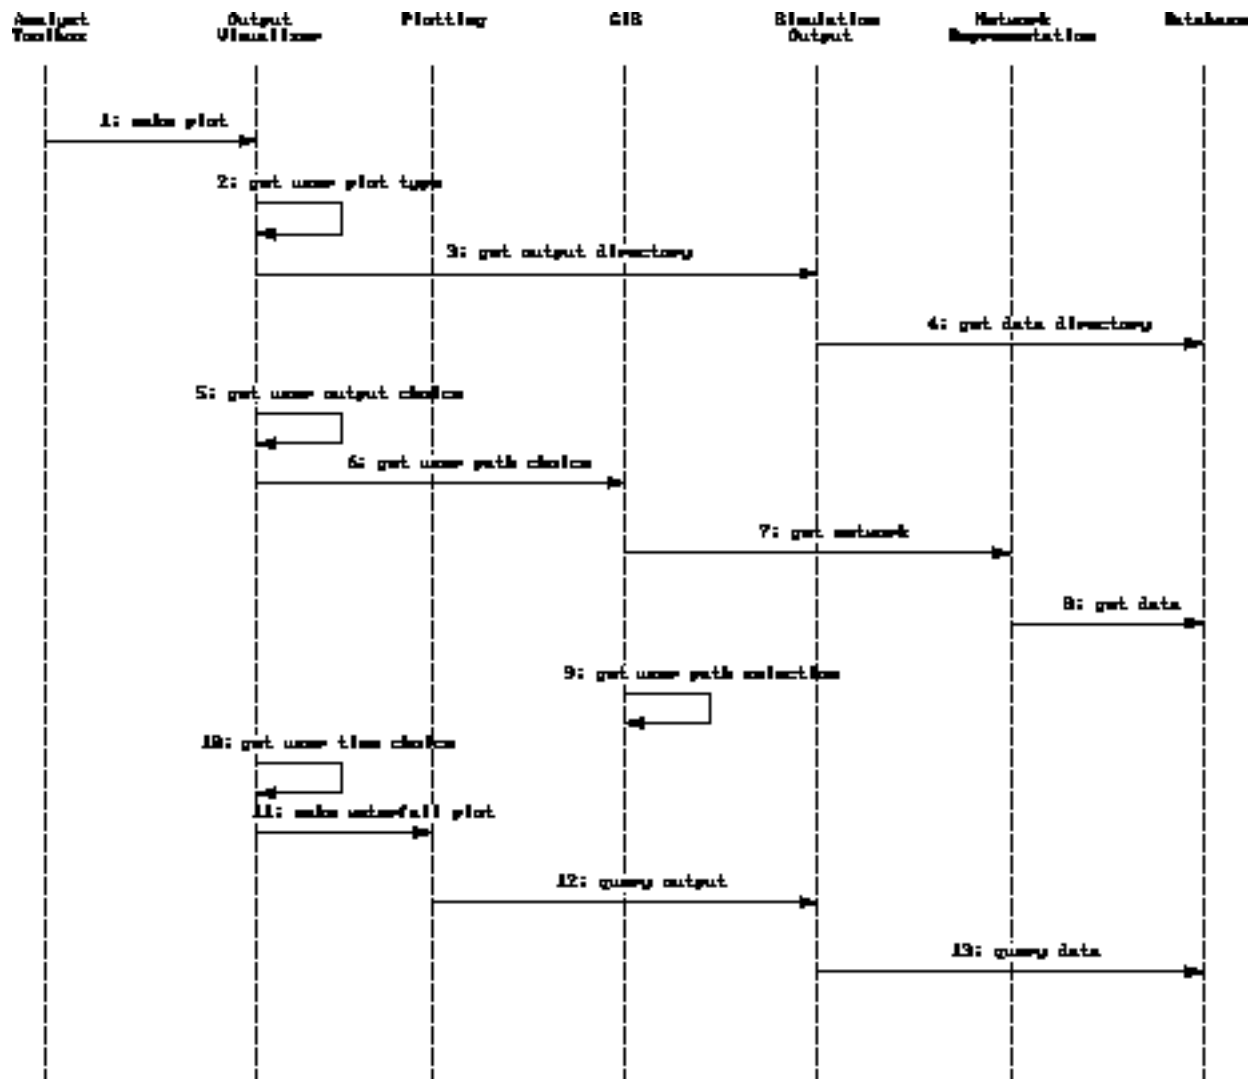 Analyst
Toolbox
Output
Visualizer
Plotting
GIS
Simulation
Output
Network
Representation
Database
1: make plot
2: get user plot type
3: get output directory
4: get data directory
5: get user output choice
6: get user path choice
7: get network
8: get data
9: get user path selection
10: get user time choice
11: make waterfall plot
12: query output
13: query data